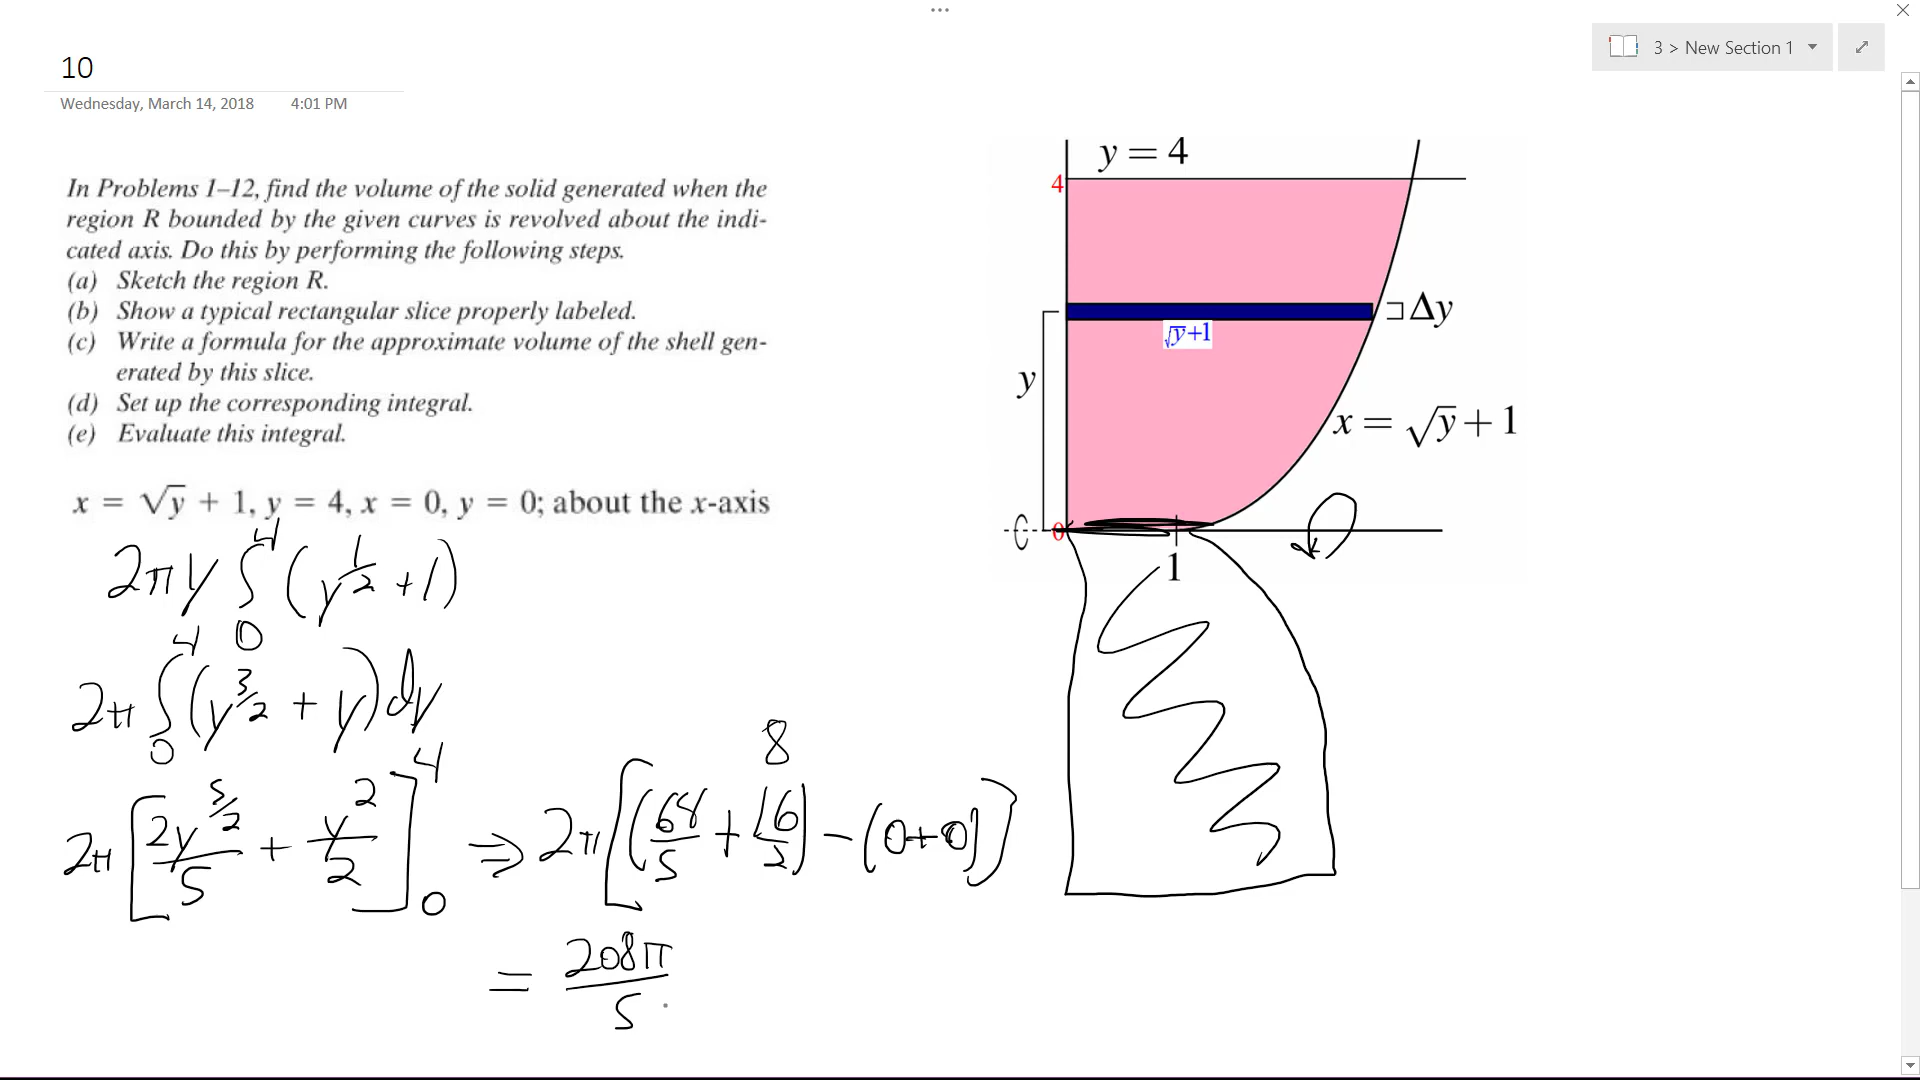 3 > New Section 1
10
Wednesday, March 14, 2018 4:01 PM
In Problems 1–12, find the volume of the solid generated when the
region R bounded by the given curves is revolved about the indi-
cated axis. Do this by performing the following steps.
(a) Sketch the region R.
(b) Show a typical rectangular slice properly labeled.
(c) Write a formula for the approximate volume of the shell gen-
erated by this slice.
(d) Set up the corresponding integral.
(e) Evaluate this integral.
x = √y + 1, y = 4, x = 0, y = 0; about the x-axis
2π y ∫₀⁴ (y^(1/2) + 1)
2π ∫₀⁴ (y^(3/2) + y) dy
2π [2y^(5/2)/5 + y²/2]₀⁴ ⇒ 2π [(64/5 + 16/2) − (0+0)]
8
= 208π/5
y = 4
4
Δy
√y+1
y
x = √y + 1
0
1